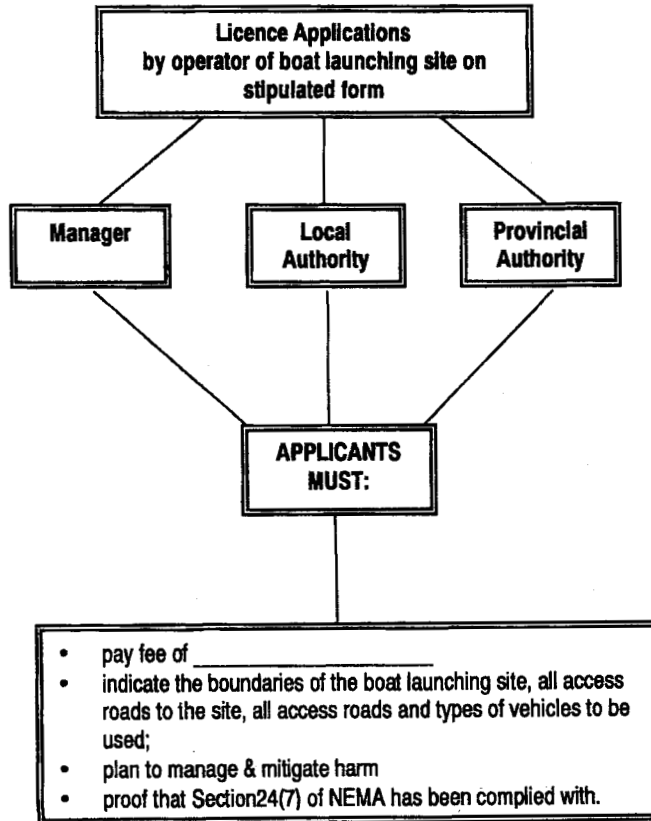 Licence Applications
by operator of boat launching site on
stipulated form
Manager
Local
Authority
Provincial
Authority
APPLICANTS
MUST:
• pay fee of ____________________
• indicate the boundaries of the boat launching site, all access
roads to the site, all access roads and types of vehicles to be
used;
• plan to manage & mitigate harm
• proof that Section24(7) of NEMA has been complied with.